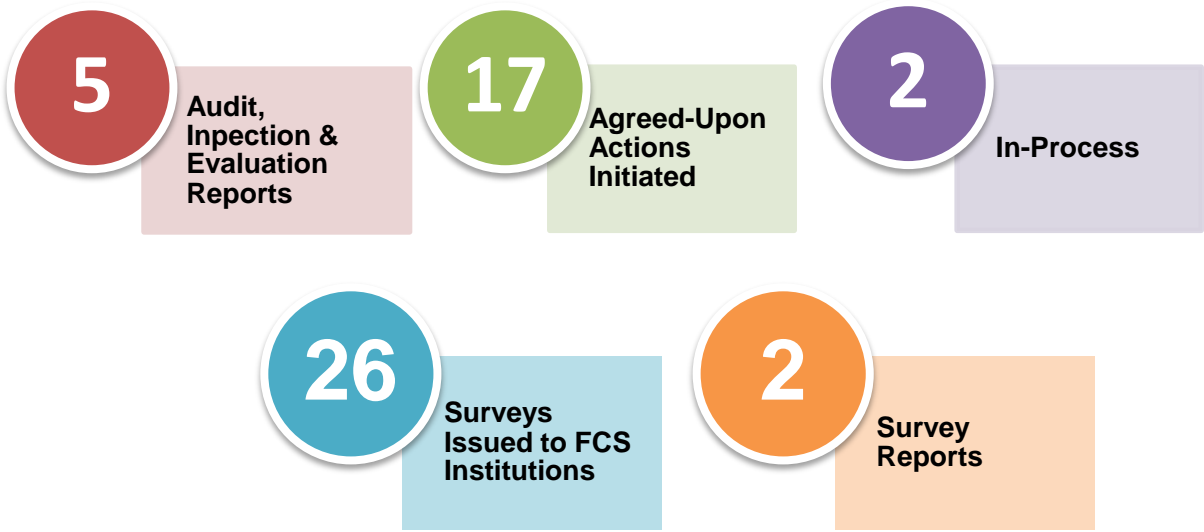 5
Audit,
Inpection &
Evaluation
Reports
17
Agreed-Upon
Actions
Initiated
2
In-Process
26
Surveys
Issued to FCS
Institutions
2
Survey
Reports